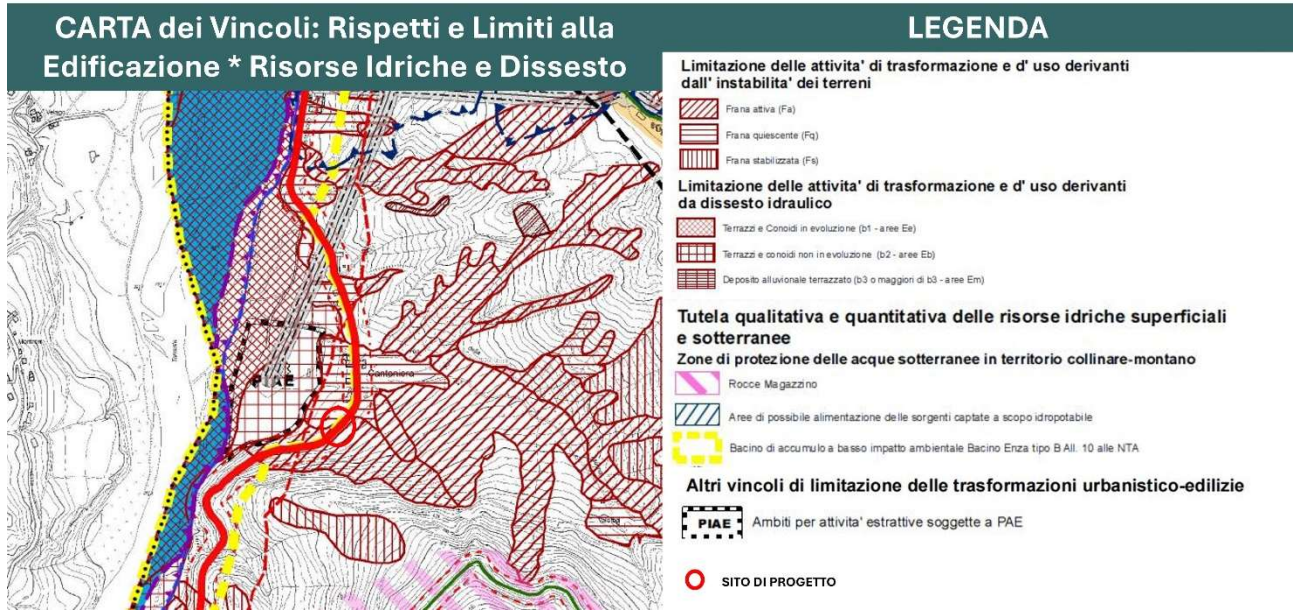 CARTA dei Vincoli: Rispetti e Limiti alla
Edificazione * Risorse Idriche e Dissesto
LEGENDA
Limitazione delle attivita' di trasformazione e d' uso derivanti
dall' instabilita' dei terreni
Frana attiva (Fa)
Frana quiescente (Fq)
Frana stabilizzata (Fs)
Limitazione delle attivita' di trasformazione e d' uso derivanti
da dissesto idraulico
Terrazzi e Conoidi in evoluzione (b1 - aree Ee)
Terrazzi e conoidi non in evoluzione (b2 - aree Eb)
Deposito alluvionale terrazzato (b3 o maggiori di b3 - aree Em)
Tutela qualitativa e quantitativa delle risorse idriche superficiali
e sotterranee
Zone di protezione delle acque sotterranee in territorio collinare-montano
Rocce Magazzino
Aree di possibile alimentazione delle sorgenti captate a scopo idropotabile
Bacino di accumulo a basso impatto ambientale Bacino Enza tipo B All. 10 alle NTA
Altri vincoli di limitazione delle trasformazioni urbanistico-edilizie
PIAE Ambiti per attivita' estrattive soggette a PAE
SITO DI PROGETTO
PIAE
Cantoniera